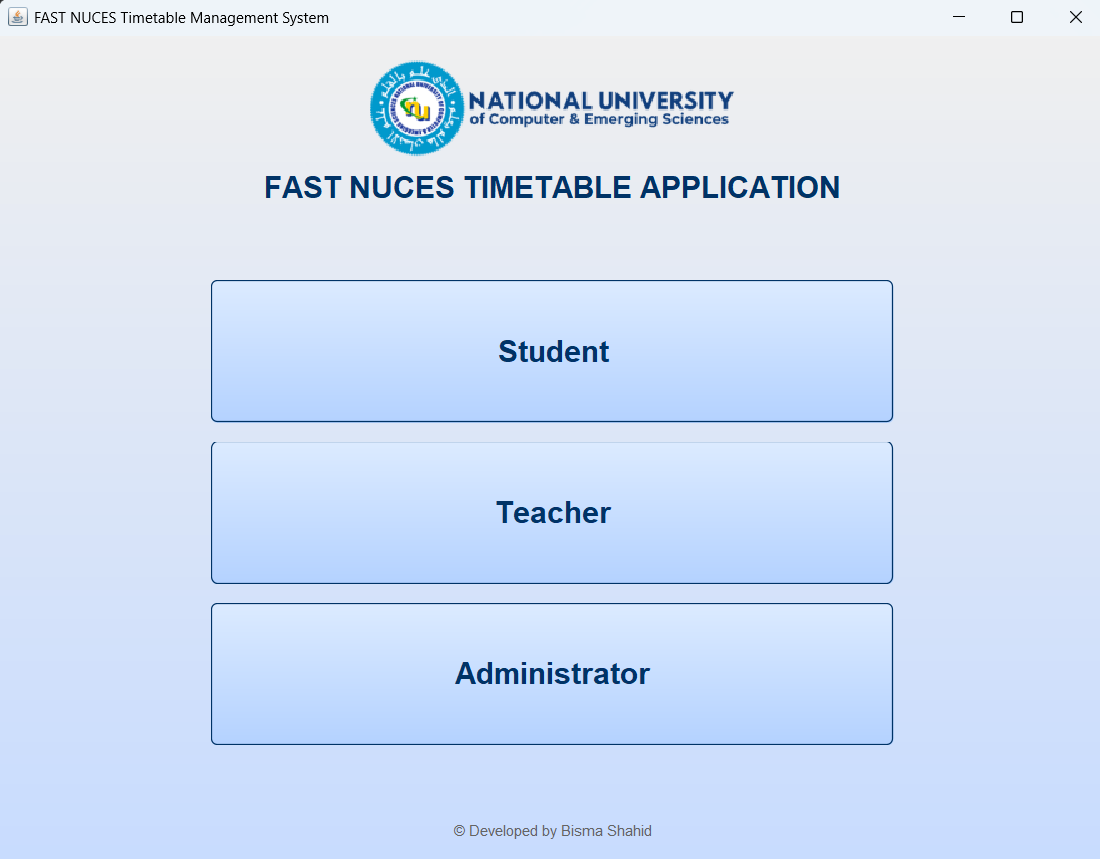 FAST NUCES Timetable Management System
NATIONAL UNIVERSITY
of Computer & Emerging Sciences
FAST NUCES TIMETABLE APPLICATION
Student
Teacher
Administrator
© Developed by Bisma Shahid